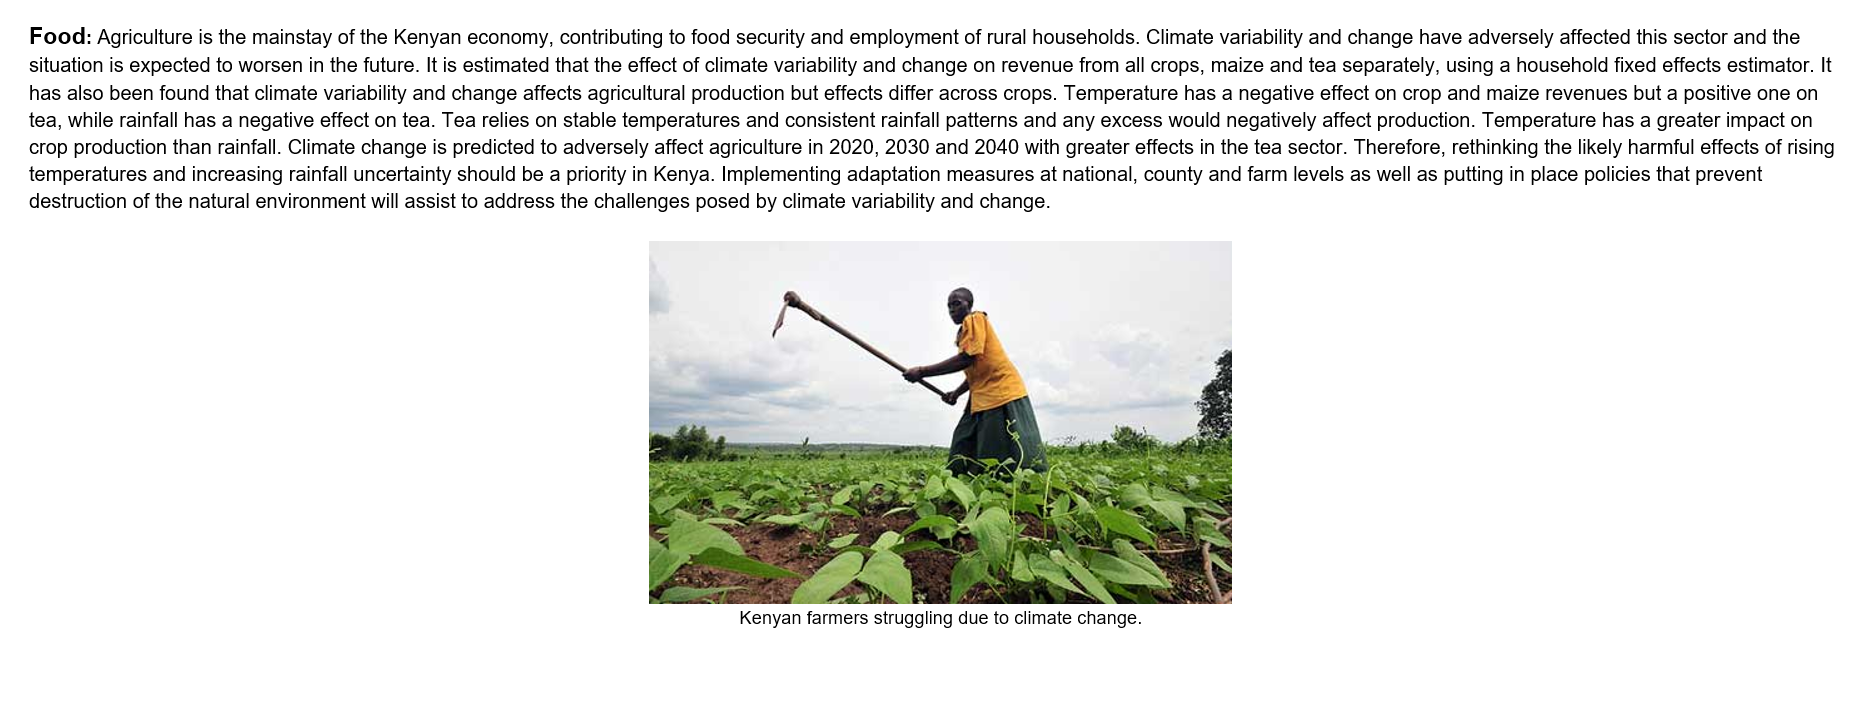 Food: Agriculture is the mainstay of the Kenyan economy, contributing to food security and employment of rural households. Climate variability and change have adversely affected this sector and the
situation is expected to worsen in the future. It is estimated that the effect of climate variability and change on revenue from all crops, maize and tea separately, using a household fixed effects estimator. It
has also been found that climate variability and change affects agricultural production but effects differ across crops. Temperature has a negative effect on crop and maize revenues but a positive one on
tea, while rainfall has a negative effect on tea. Tea relies on stable temperatures and consistent rainfall patterns and any excess would negatively affect production. Temperature has a greater impact on
crop production than rainfall. Climate change is predicted to adversely affect agriculture in 2020, 2030 and 2040 with greater effects in the tea sector. Therefore, rethinking the likely harmful effects of rising
temperatures and increasing rainfall uncertainty should be a priority in Kenya. Implementing adaptation measures at national, county and farm levels as well as putting in place policies that prevent
destruction of the natural environment will assist to address the challenges posed by climate variability and change.
Kenyan farmers struggling due to climate change.